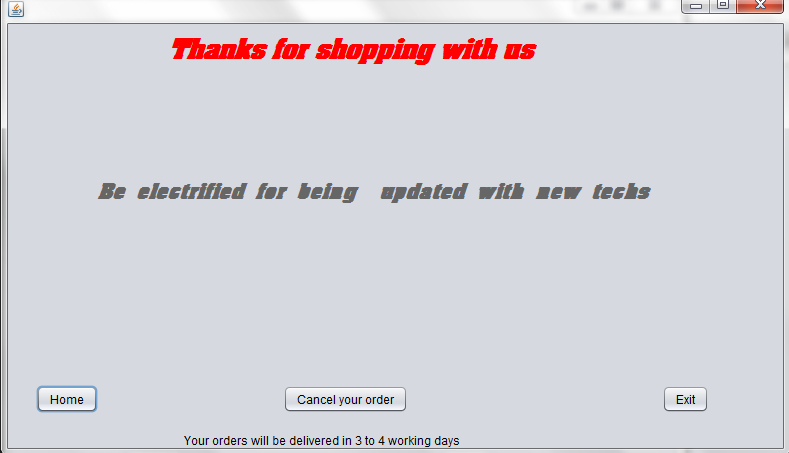 Thanks for shopping with us
Be electrified for being updated with new techs
Home
Cancel your order
Exit
Your orders will be delivered in 3 to 4 working days